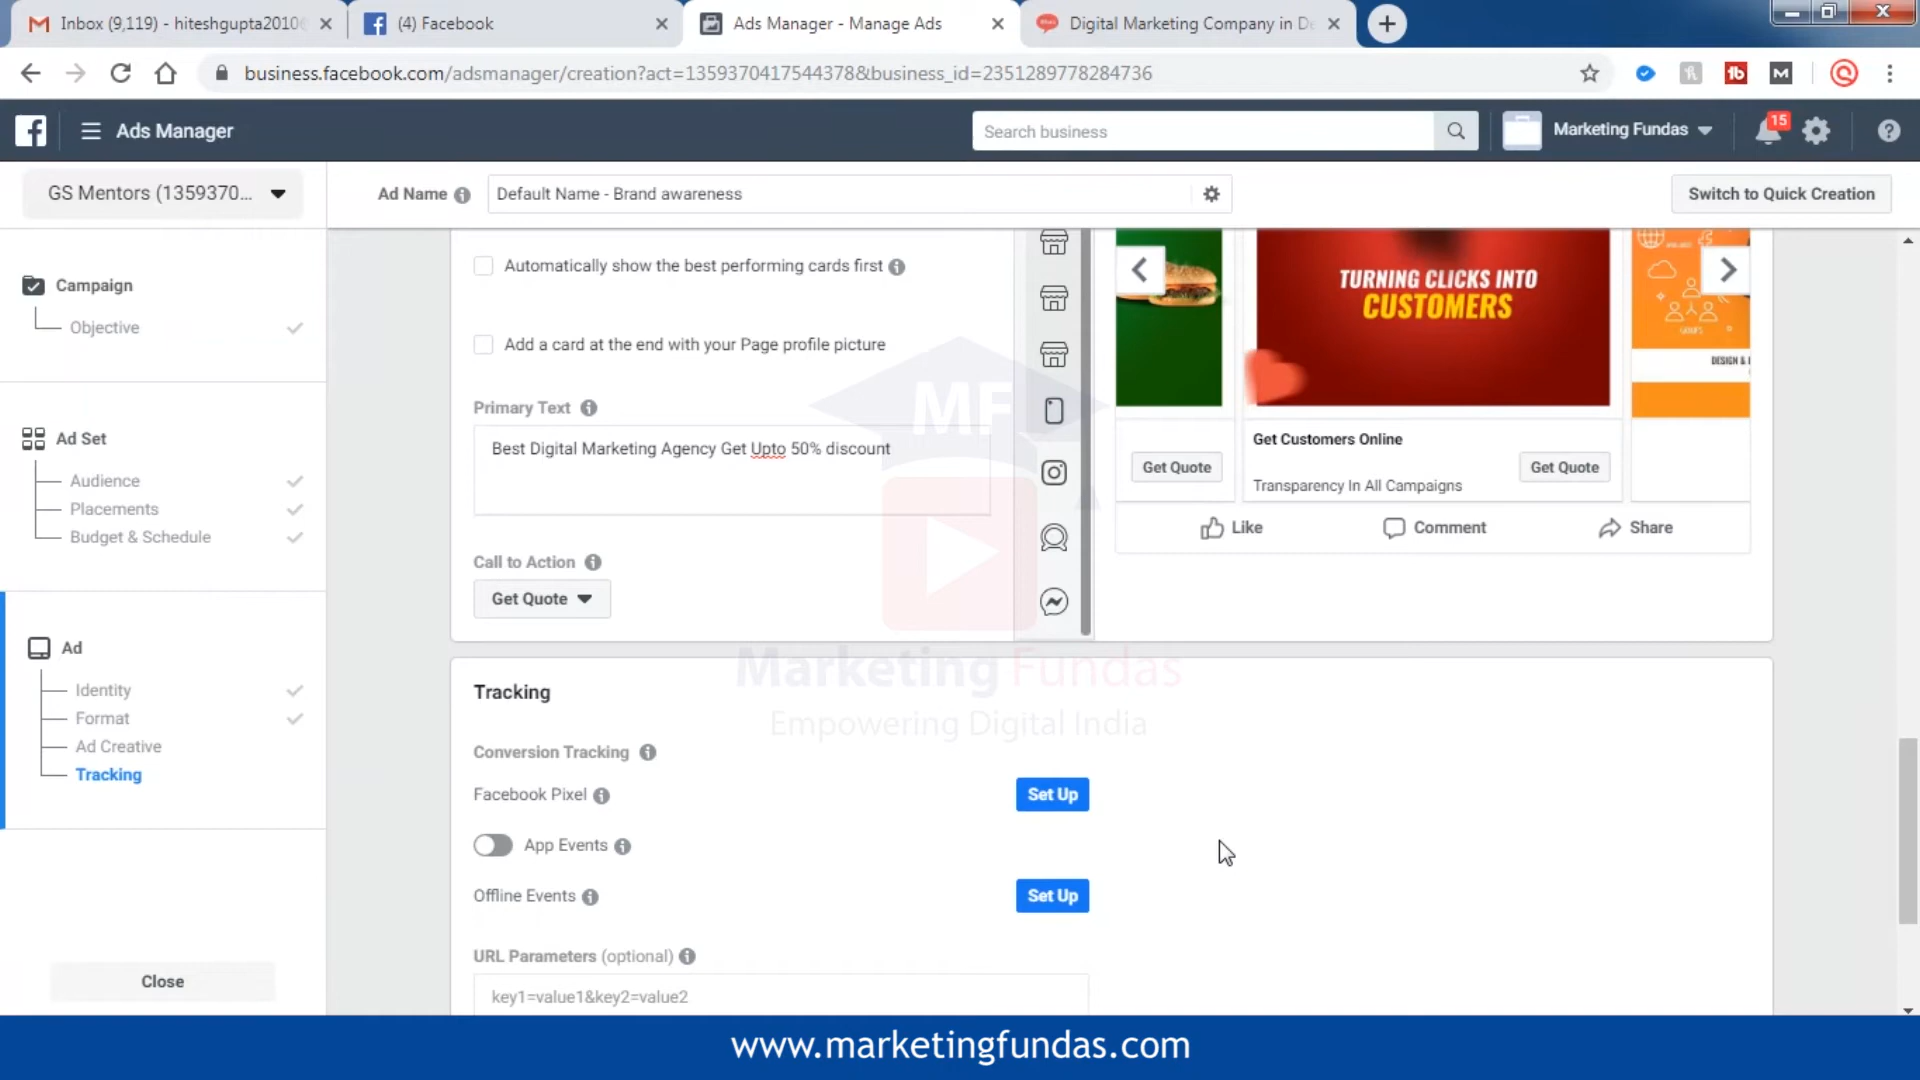 Inbox (9,119) - hiteshgupta2010
(4) Facebook
Ads Manager - Manage Ads
Digital Marketing Company in De
business.facebook.com/adsmanager/creation?act=1359370417544378&business_id=2351289778284736
Ads Manager
Search business
Marketing Fundas
15
GS Mentors (1359370...
Ad Name
Default Name - Brand awareness
Switch to Quick Creation
Campaign
Objective
Ad Set
Audience
Placements
Budget & Schedule
Ad
Identity
Format
Ad Creative
Tracking
Close
Automatically show the best performing cards first
Add a card at the end with your Page profile picture
Primary Text
Best Digital Marketing Agency Get Upto 50% discount
Call to Action
Get Quote
TURNING CLICKS INTO
CUSTOMERS
DESIGN &
Get Quote
Get Customers Online
Transparency In All Campaigns
Get Quote
Like
Comment
Share
MF
Marketing Fundas
Empowering Digital India
Tracking
Conversion Tracking
Facebook Pixel
Set Up
App Events
Offline Events
Set Up
URL Parameters (optional)
key1=value1&key2=value2
www.marketingfundas.com